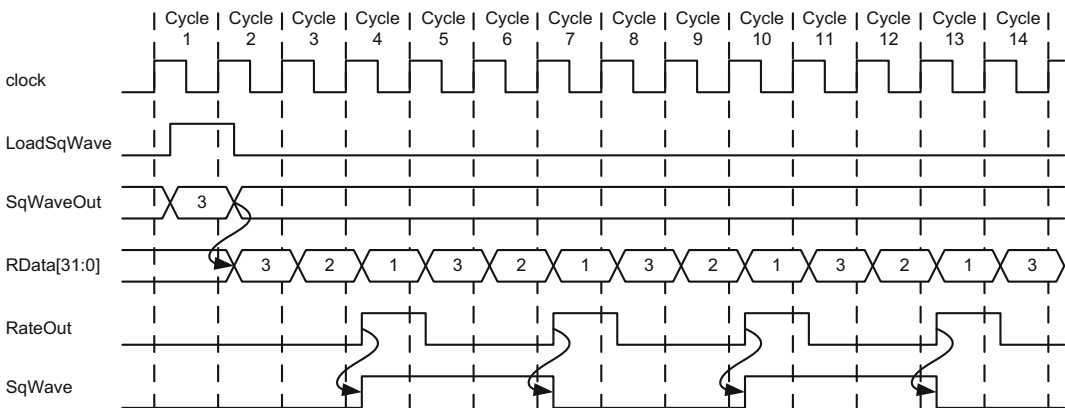 Cycle Cycle Cycle Cycle Cycle Cycle Cycle Cycle Cycle Cycle Cycle Cycle Cycle Cycle
1 2 3 4 5 6 7 8 9 10 11 12 13 14
clock
LoadSqWave
SqWaveOut 3
RData[31:0] 3 2 1 3 2 1 3 2 1 3 2 1 3
RateOut
SqWave